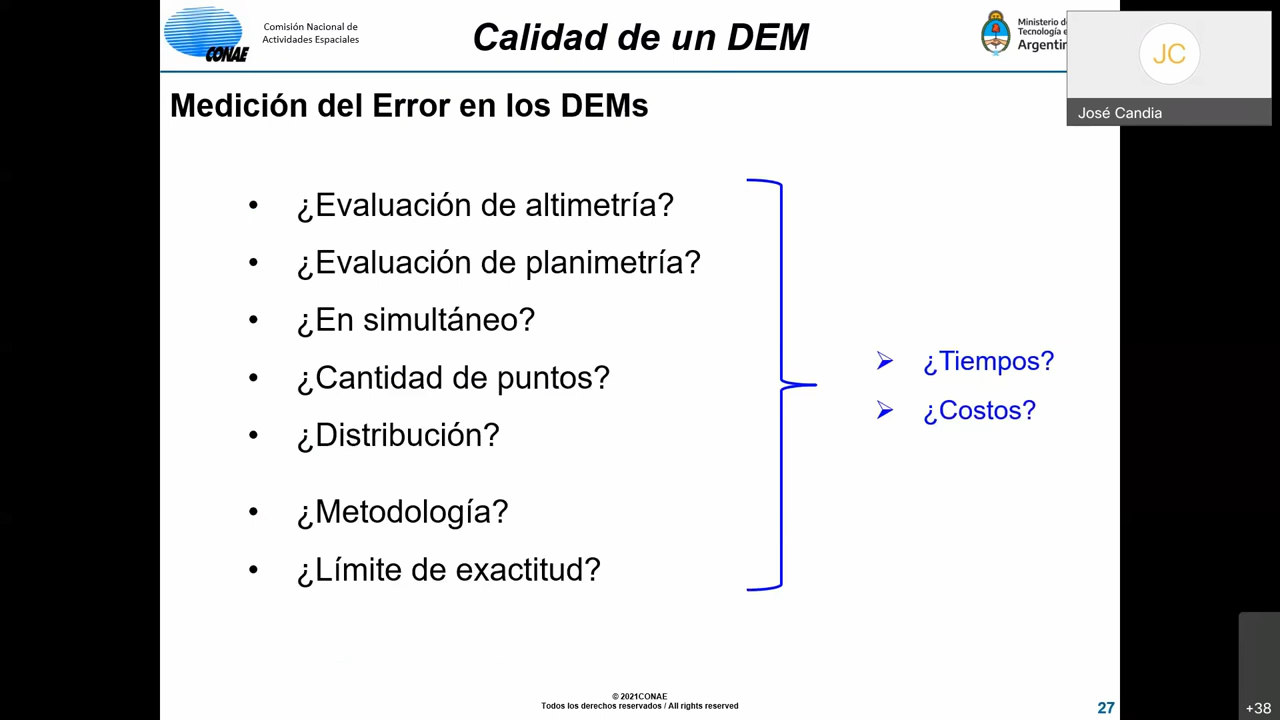 Comisión Nacional de
Actividades Espaciales
CONAE
Calidad de un DEM
Ministerio de
Tecnología e
Argentin
JC
José Candia
Medición del Error en los DEMs
• ¿Evaluación de altimetría?
• ¿Evaluación de planimetría?
• ¿En simultáneo?
• ¿Cantidad de puntos?
• ¿Distribución?
• ¿Metodología?
• ¿Límite de exactitud?
➢ ¿Tiempos?
➢ ¿Costos?
© 2021CONAE
Todos los derechos reservados / All rights reserved
27
+38